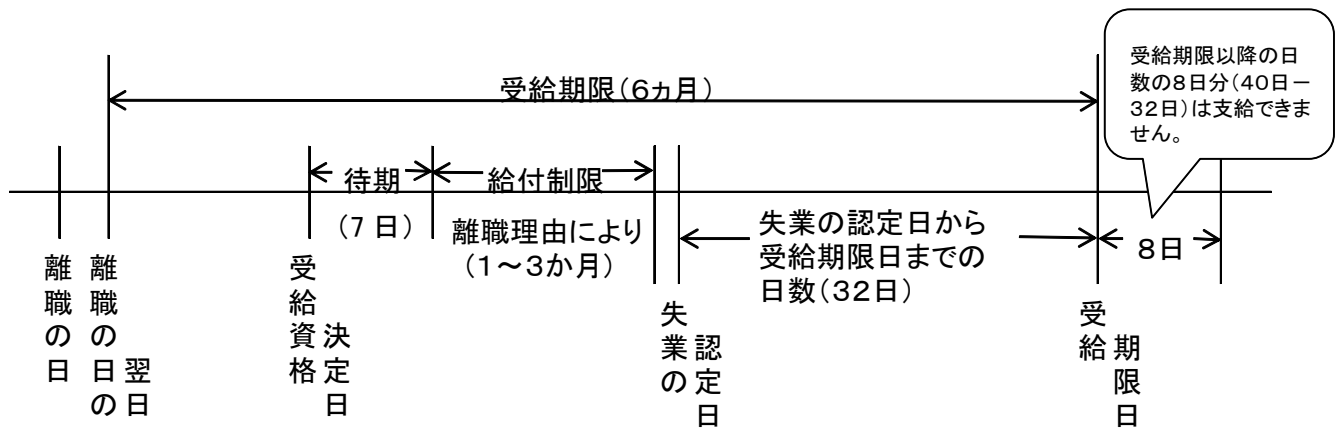 受給期限以降の日
数の8日分(40日－
32日)は支給できま
せん。
受給期限(6ヵ月)
待期
給付制限
(7日)
離職理由により
(1～3か月)
失業の認定日から
受給期限日までの
日数(32日)
8日
離職の日
離職の日の
翌日
受給資格
決定日
失業の
認定日
受給
期限日